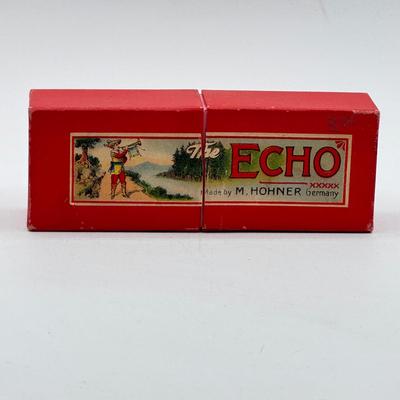 The ECHO
xxxxx
Made by M. HOHNER Germany